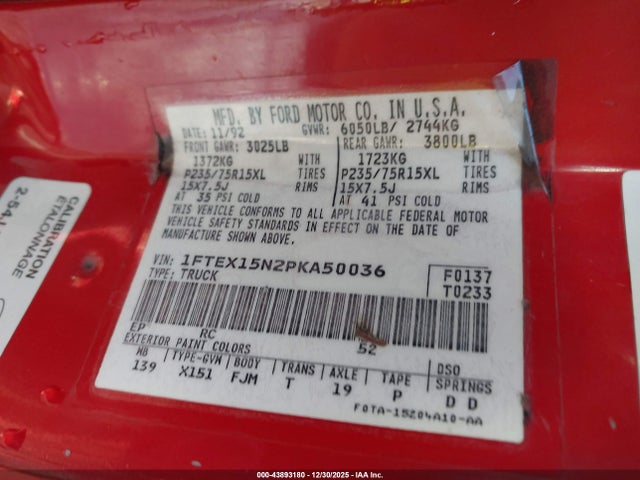 MFD. BY FORD MOTOR CO. IN U.S.A.
DATE: 11/92 GVWR: 6050LB/ 2744KG
FRONT GAWR: 3025LB REAR GAWR: 3800LB
1372KG WITH 1723KG WITH
P235/75R15XL TIRES P235/75R15XL TIRES
15X7.5J RIMS 15X7.5J RIMS
AT 35 PSI COLD AT 41 PSI COLD
THIS VEHICLE CONFORMS TO ALL APPLICABLE FEDERAL MOTOR
VEHICLE SAFETY STANDARDS IN EFFECT ON THE DATE OF
MANUFACTURE SHOWN ABOVE.
VIN: 1FTEX15N2PKA50036 F0137
TYPE: TRUCK T0233
EP RC 52
EXTERIOR PAINT COLORS DSO
WB TYPE-GVW BODY TRANS AXLE TAPE SPRINGS
139 X151 FJM T 19 P D D
F0TA-15204A10-AA
CALIBRATION
ETALONNAGE
000-43893180 - 12/30/2025 - IAA Inc.